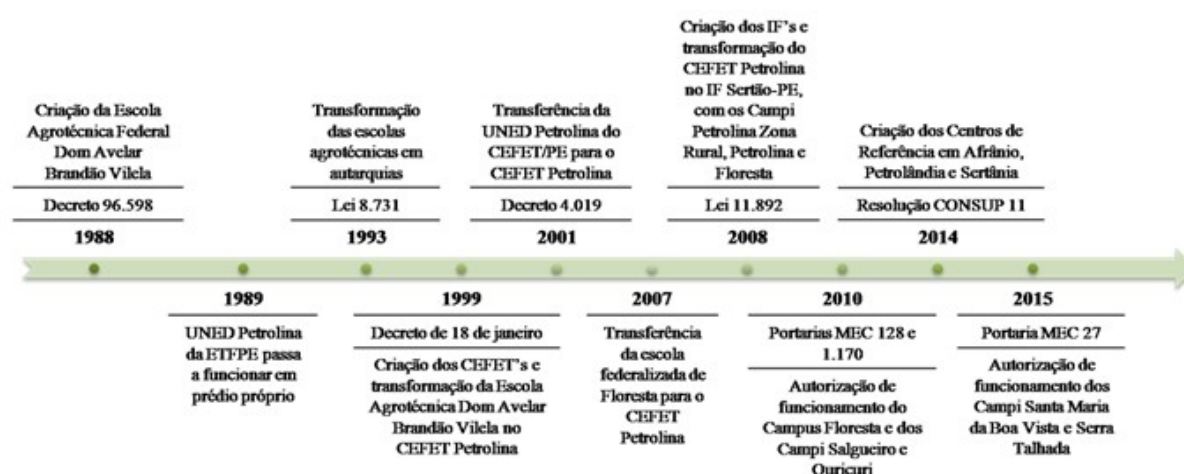 Criação da Escola
Agrotécnica Federal
Dom Avelar
Brandão Vilela
Decreto 96.598
1988
Transformação
das escolas
agrotécnicas em
autarquias
Lei 8.731
1993
Transferência da
UNED Petrolina do
CEFET/PE para o
CEFET Petrolina
Decreto 4.019
2001
Criação dos IF's e
transformação do
CEFET Petrolina
no IF Sertão-PE,
com os Campi
Petrolina Zona
Rural, Petrolina e
Floresta
Lei 11.892
2008
Criação dos Centros de
Referência em Afrânio,
Petrolândia e Sertânia
Resolução CONSUP 11
2014
1989
UNED Petrolina
da ETFPE passa
a funcionar em
prédio próprio
1999
Decreto de 18 de janeiro
Criação dos CEFET's e
transformação da Escola
Agrotécnica Dom Avelar
Brandão Vilela no
CEFET Petrolina
2007
Transferência
da escola
federalizada de
Floresta para o
CEFET
Petrolina
2010
Portarias MEC 128 e
1.170
Autorização de
funcionamento do
Campus Floresta e dos
Campi Salgueiro e
Ouricuri
2015
Portaria MEC 27
Autorização de
funcionamento dos
Campi Santa Maria
da Boa Vista e Serra
Talhada